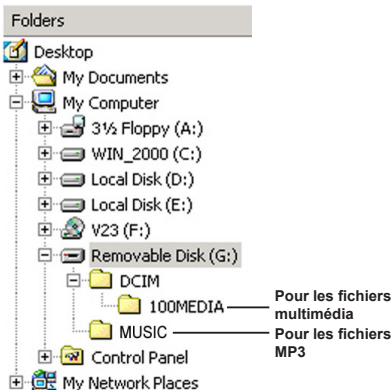 Folders
Desktop
My Documents
My Computer
3½ Floppy (A:)
WIN_2000 (C:)
Local Disk (D:)
Local Disk (E:)
V23 (F:)
Removable Disk (G:)
DCIM
100MEDIA
Pour les fichiers
multimédia
MUSIC
Pour les fichiers
MP3
Control Panel
My Network Places